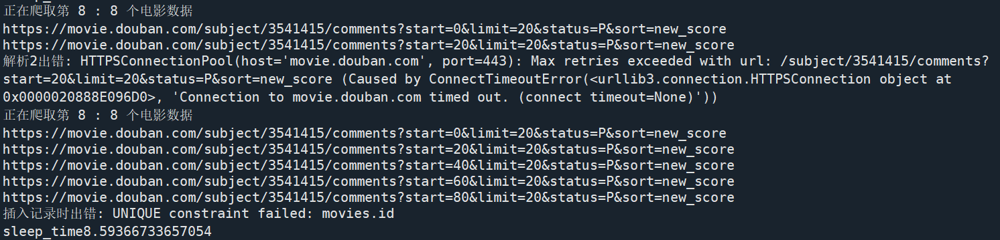 正在爬取第 8 : 8 个电影数据
https://movie.douban.com/subject/3541415/comments?start=0&limit=20&status=P&sort=new_score
https://movie.douban.com/subject/3541415/comments?start=20&limit=20&status=P&sort=new_score
解析2出错: HTTPSConnectionPool(host='movie.douban.com', port=443): Max retries exceeded with url: /subject/3541415/comments?
start=20&limit=20&status=P&sort=new_score (Caused by ConnectTimeoutError(<urllib3.connection.HTTPSConnection object at
0x0000020888E096D0>, 'Connection to movie.douban.com timed out. (connect timeout=None)'))
正在爬取第 8 : 8 个电影数据
https://movie.douban.com/subject/3541415/comments?start=0&limit=20&status=P&sort=new_score
https://movie.douban.com/subject/3541415/comments?start=20&limit=20&status=P&sort=new_score
https://movie.douban.com/subject/3541415/comments?start=40&limit=20&status=P&sort=new_score
https://movie.douban.com/subject/3541415/comments?start=60&limit=20&status=P&sort=new_score
https://movie.douban.com/subject/3541415/comments?start=80&limit=20&status=P&sort=new_score
插入记录时出错: UNIQUE constraint failed: movies.id
sleep_time8.59366733657054